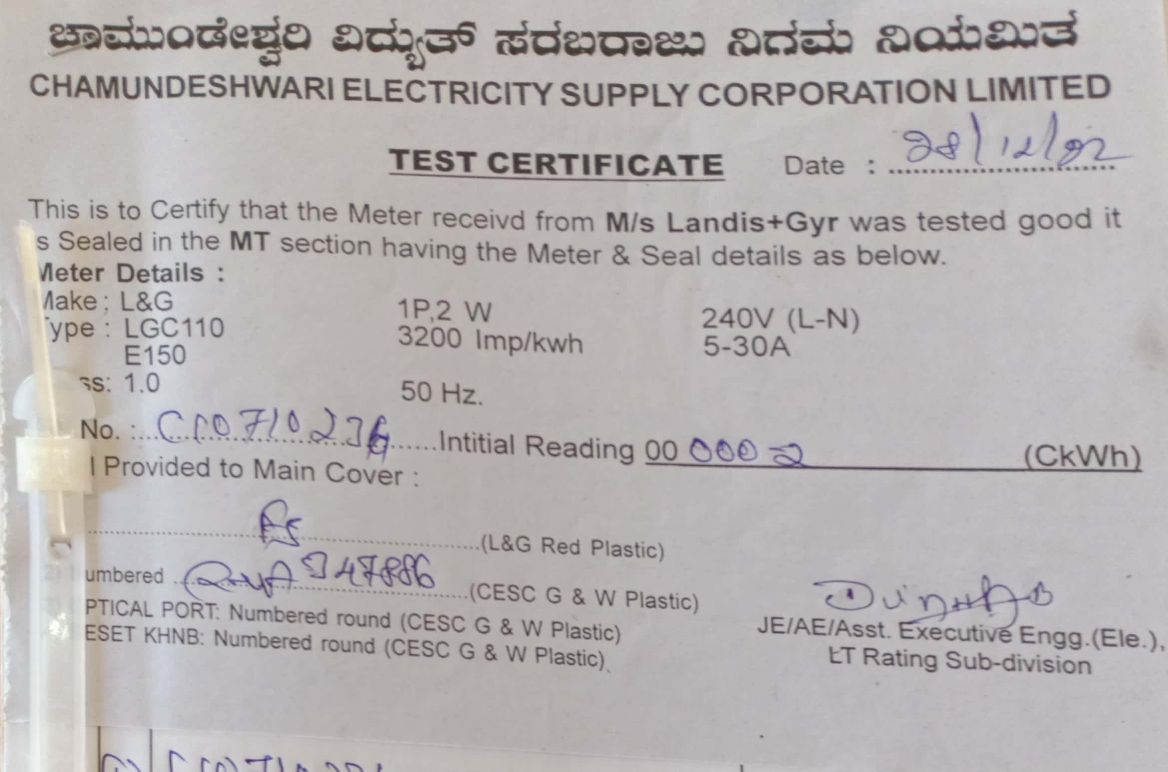 ಚಾಮುಂಡೇಶ್ವರಿ ವಿದ್ಯುತ್ ಸರಬರಾಜು ನಿಗಮ ನಿಯಮಿತ
CHAMUNDESHWARI ELECTRICITY SUPPLY CORPORATION LIMITED
TEST CERTIFICATE Date : 28/12/22
This is to Certify that the Meter receivd from M/s Landis+Gyr was tested good it
s Sealed in the MT section having the Meter & Seal details as below.
Meter Details :
Make : L&G 1P,2 W 240V (L-N)
ype : LGC110 3200 Imp/kwh 5-30A
E150
ss: 1.0 50 Hz.
No. : Intitial Reading 00 000 2 (CkWh)
l Provided to Main Cover :
(L&G Red Plastic)
umbered 347886 (CESC G & W Plastic)
PTICAL PORT: Numbered round (CESC G & W Plastic)
ESET KHNB: Numbered round (CESC G & W Plastic)
JE/AE/Asst. Executive Engg.(Ele.),
LT Rating Sub-division